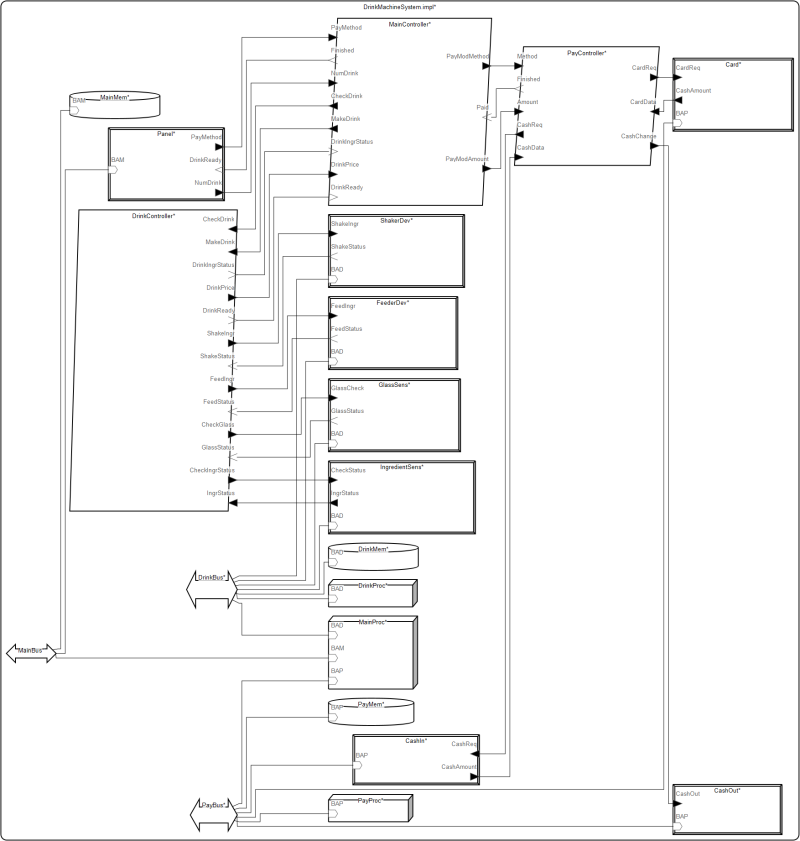 DrinkMachineSystem.impl*
MainController*
PayMethod
Finished
NumDrink
CheckDrink
MakeDrink
DrinkIngrStatus
DrinkPrice
DrinkReady
PayModMethod
Paid
PayModAmount
PayController*
Method
Finished
Amount
CashReq
CashData
CardReq
CardData
CashChange
Card*
CardReq
CashAmount
BAP
MainMem*
BAM
Panel*
PayMethod
BAM
DrinkReady
NumDrink
DrinkController*
CheckDrink
MakeDrink
DrinkIngrStatus
DrinkPrice
DrinkReady
ShakeIngr
ShakeStatus
FeedIngr
FeedStatus
CheckGlass
GlassStatus
CheckIngrStatus
IngrStatus
ShakerDev*
ShakeIngr
ShakeStatus
BAD
FeederDev*
FeedIngr
FeedStatus
BAD
GlassSens*
GlassCheck
GlassStatus
BAD
IngredientSens*
CheckStatus
IngrStatus
BAD
DrinkMem*
BAD
DrinkBus*
DrinkProc*
BAD
MainProc*
BAD
BAM
BAP
MainBus*
PayMem*
BAP
CashIn*
CashReq
BAP
CashAmount
PayBus*
PayProc*
BAP
CashOut*
CashOut
BAP